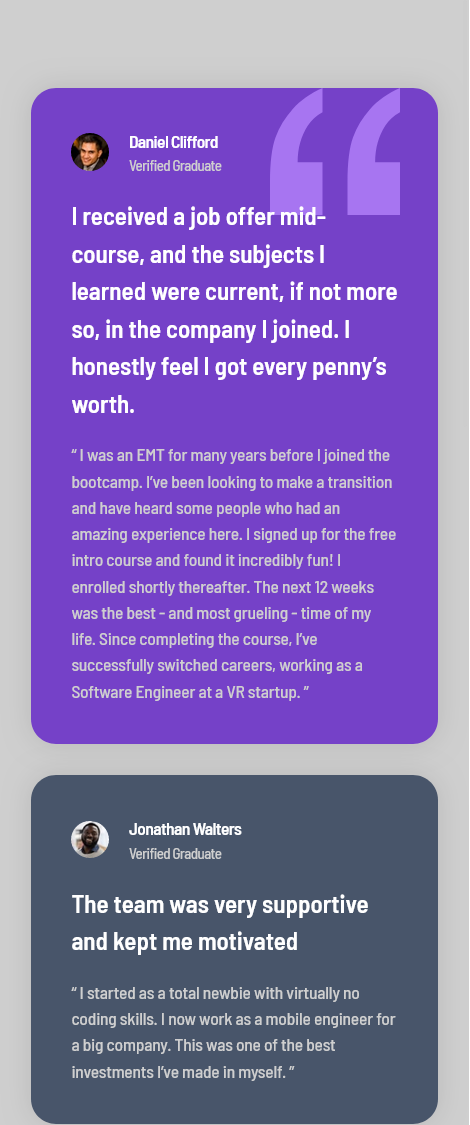 Daniel Clifford
Verified Graduate
I received a job offer mid-
course, and the subjects I
learned were current, if not more
so, in the company I joined. I
honestly feel I got every penny’s
worth.
“ I was an EMT for many years before I joined the
bootcamp. I’ve been looking to make a transition
and have heard some people who had an
amazing experience here. I signed up for the free
intro course and found it incredibly fun! I
enrolled shortly thereafter. The next 12 weeks
was the best - and most grueling - time of my
life. Since completing the course, I’ve
successfully switched careers, working as a
Software Engineer at a VR startup. ”
Jonathan Walters
Verified Graduate
The team was very supportive
and kept me motivated
“ I started as a total newbie with virtually no
coding skills. I now work as a mobile engineer for
a big company. This was one of the best
investments I’ve made in myself. ”